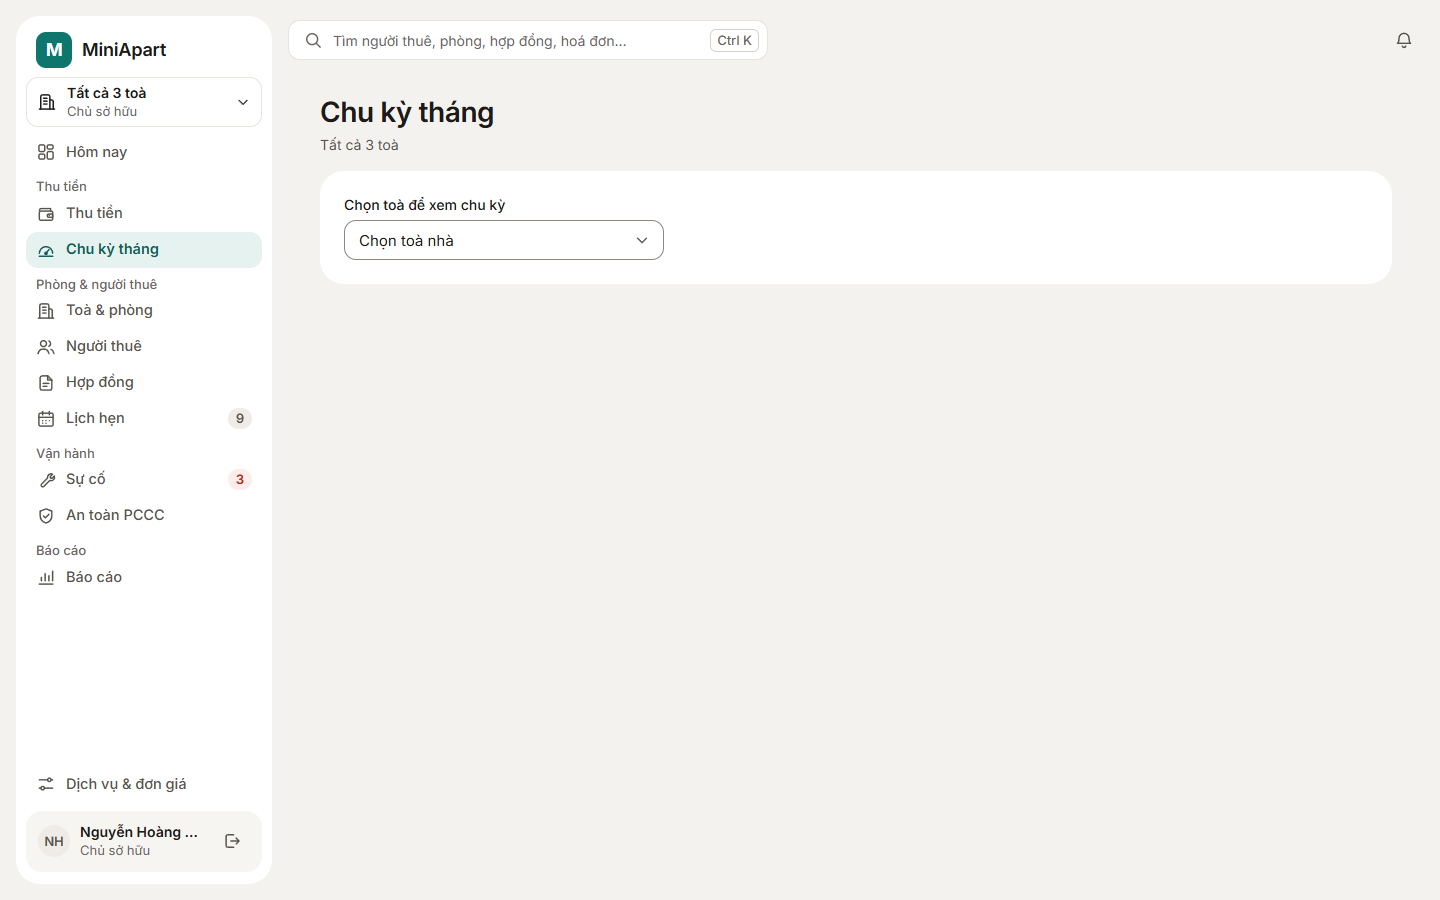 M MiniApart
Tất cả 3 toà
Chủ sở hữu
Hôm nay
Thu tiền
Thu tiền
Chu kỳ tháng
Phòng & người thuê
Toà & phòng
Người thuê
Hợp đồng
Lịch hẹn 9
Vận hành
Sự cố 3
An toàn PCCC
Báo cáo
Báo cáo
Dịch vụ & đơn giá
NH
Nguyễn Hoàng ...
Chủ sở hữu
Tìm người thuê, phòng, hợp đồng, hoá đơn... Ctrl K
Chu kỳ tháng
Tất cả 3 toà
Chọn toà để xem chu kỳ
Chọn toà nhà